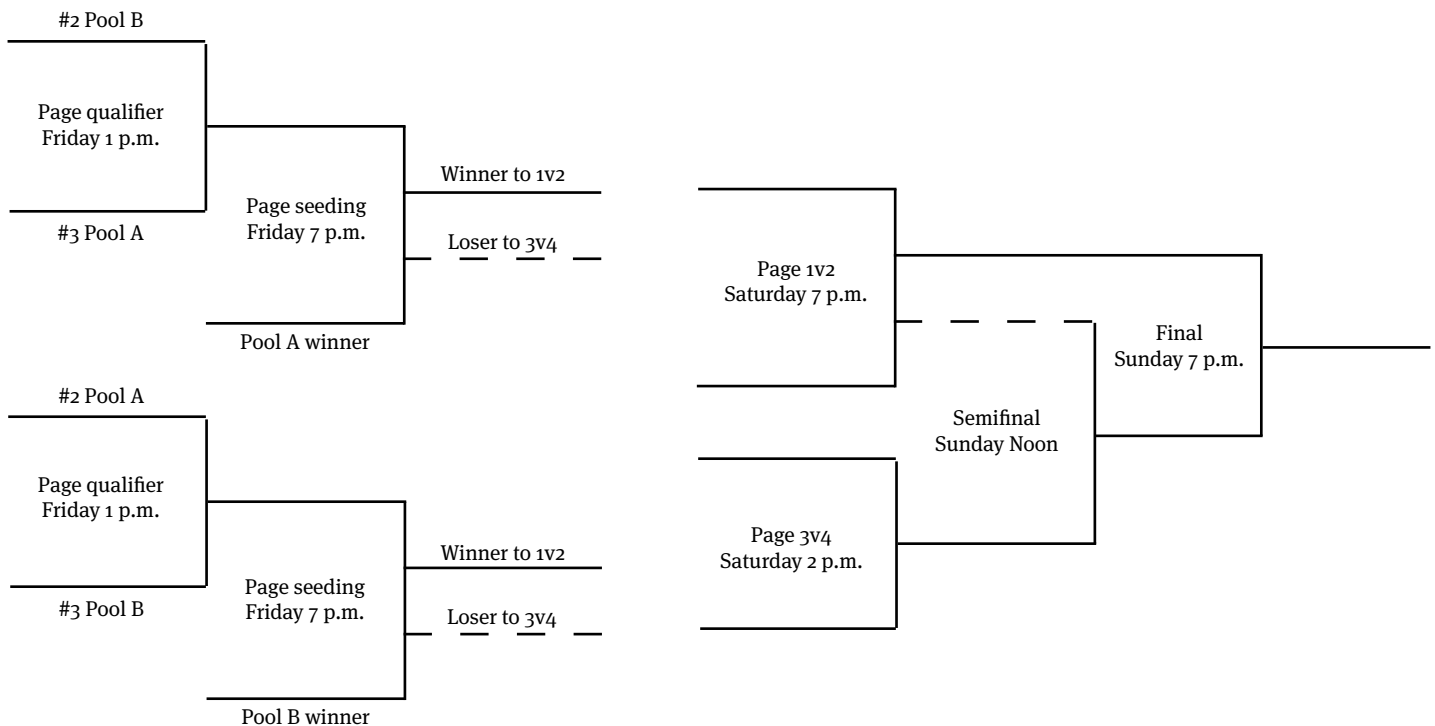 #2 Pool B
Page qualifier
Friday 1 p.m.
#3 Pool A
Page seeding
Friday 7 p.m.
Winner to 1v2
Loser to 3v4
Pool A winner
#2 Pool A
Page qualifier
Friday 1 p.m.
#3 Pool B
Page seeding
Friday 7 p.m.
Winner to 1v2
Loser to 3v4
Pool B winner
Page 1v2
Saturday 7 p.m.
Page 3v4
Saturday 2 p.m.
Semifinal
Sunday Noon
Final
Sunday 7 p.m.